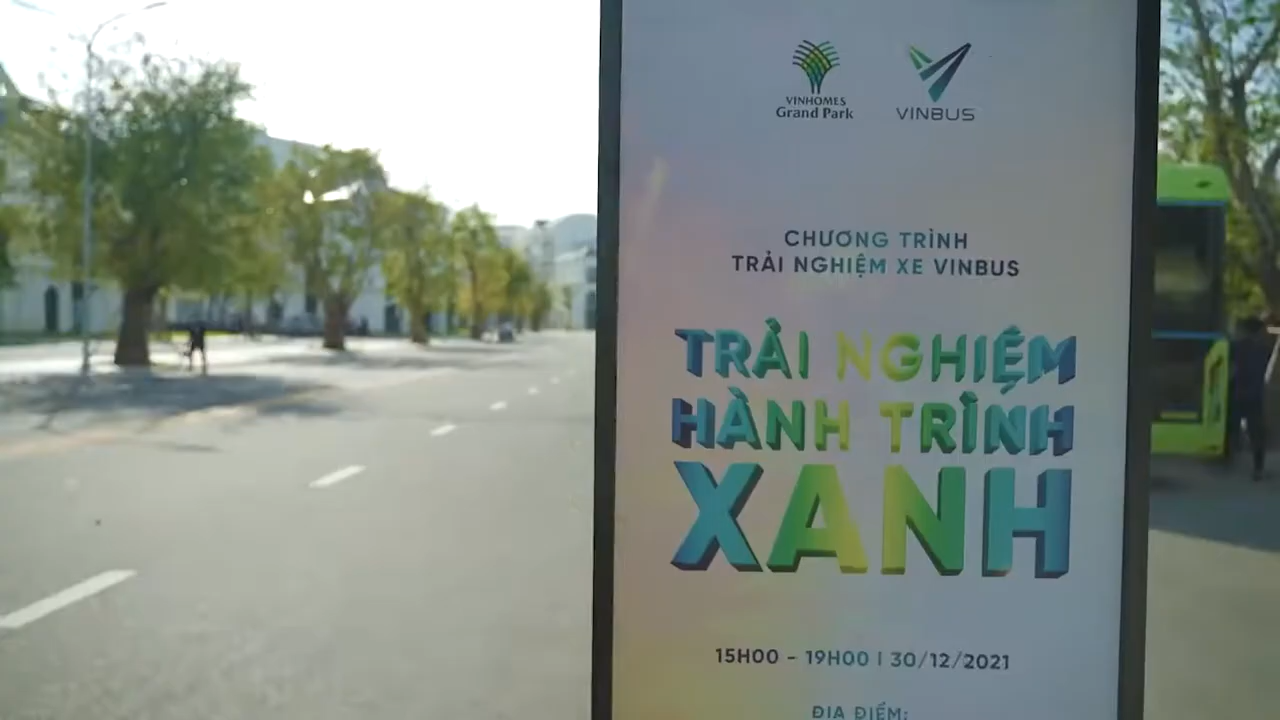 VINHOMES
Grand Park
VINBUS
CHƯƠNG TRÌNH
TRẢI NGHIỆM XE VINBUS
TRẢI NGHIỆM
HÀNH TRÌNH
XANH
15H00 - 19H00 | 30/12/2021
ĐỊA ĐIỂM: